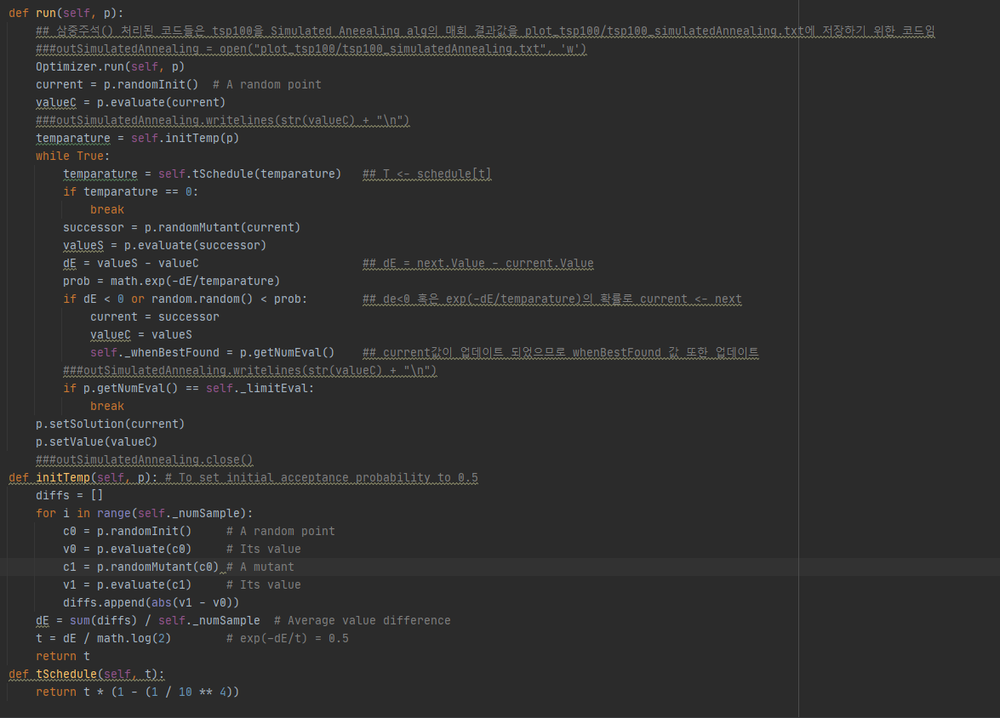 def run(self, p):
    ## 삼중주석() 처리된 코드들은 tsp100을 Simulated Aneealing alg의 매회 결과값을 plot_tsp100/tsp100_simulatedAnnealing.txt에 저장하기 위한 코드임
    ###outSimulatedAnnealing = open("plot_tsp100/tsp100_simulatedAnnealing.txt", 'w')
    Optimizer.run(self, p)
    current = p.randomInit()  # A random point
    valueC = p.evaluate(current)
    ###outSimulatedAnnealing.writelines(str(valueC) + "\n")
    temparature = self.initTemp(p)
    while True:
        temparature = self.tSchedule(temparature)   ## T <- schedule[t]
        if temparature == 0:
            break
        successor = p.randomMutant(current)
        valueS = p.evaluate(successor)
        dE = valueS - valueC                        ## dE = next.Value - current.Value
        prob = math.exp(-dE/temparature)
        if dE < 0 or random.random() < prob:        ## de<0 혹은 exp(-dE/temparature)의 확률로 current <- next
            current = successor
            valueC = valueS
            self._whenBestFound = p.getNumEval()    ## current값이 업데이트 되었으므로 whenBestFound 값 또한 업데이트
        ###outSimulatedAnnealing.writelines(str(valueC) + "\n")
        if p.getNumEval() == self._limitEval:
            break
    p.setSolution(current)
    p.setValue(valueC)
    ###outSimulatedAnnealing.close()
def initTemp(self, p): # To set initial acceptance probability to 0.5
    diffs = []
    for i in range(self._numSample):
        c0 = p.randomInit()     # A random point
        v0 = p.evaluate(c0)     # Its value
        c1 = p.randomMutant(c0) # A mutant
        v1 = p.evaluate(c1)     # Its value
        diffs.append(abs(v1 - v0))
    dE = sum(diffs) / self._numSample  # Average value difference
    t = dE / math.log(2)        # exp(-dE/t) = 0.5
    return t
def tSchedule(self, t):
    return t * (1 - (1 / 10 ** 4))